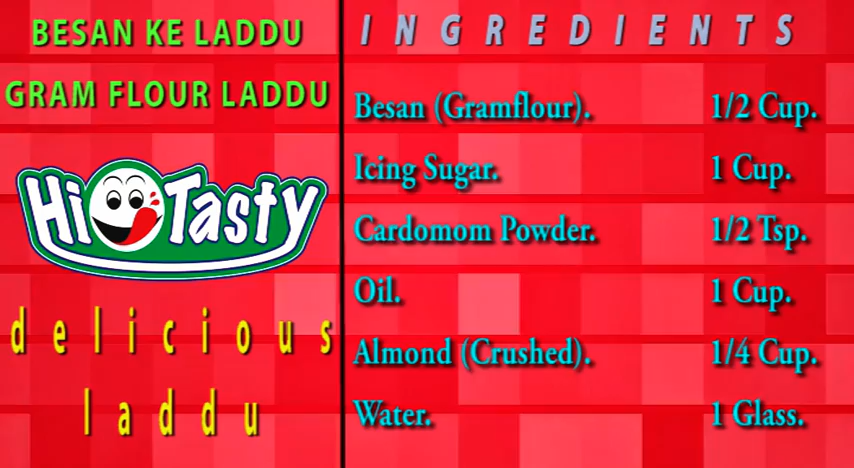 BESAN KE LADDU
GRAM FLOUR LADDU
Hi Tasty
delicious
laddu
INGREDIENTS
Besan (Gramflour). 1/2 Cup.
Icing Sugar. 1 Cup.
Cardomom Powder. 1/2 Tsp.
Oil. 1 Cup.
Almond (Crushed). 1/4 Cup.
Water. 1 Glass.